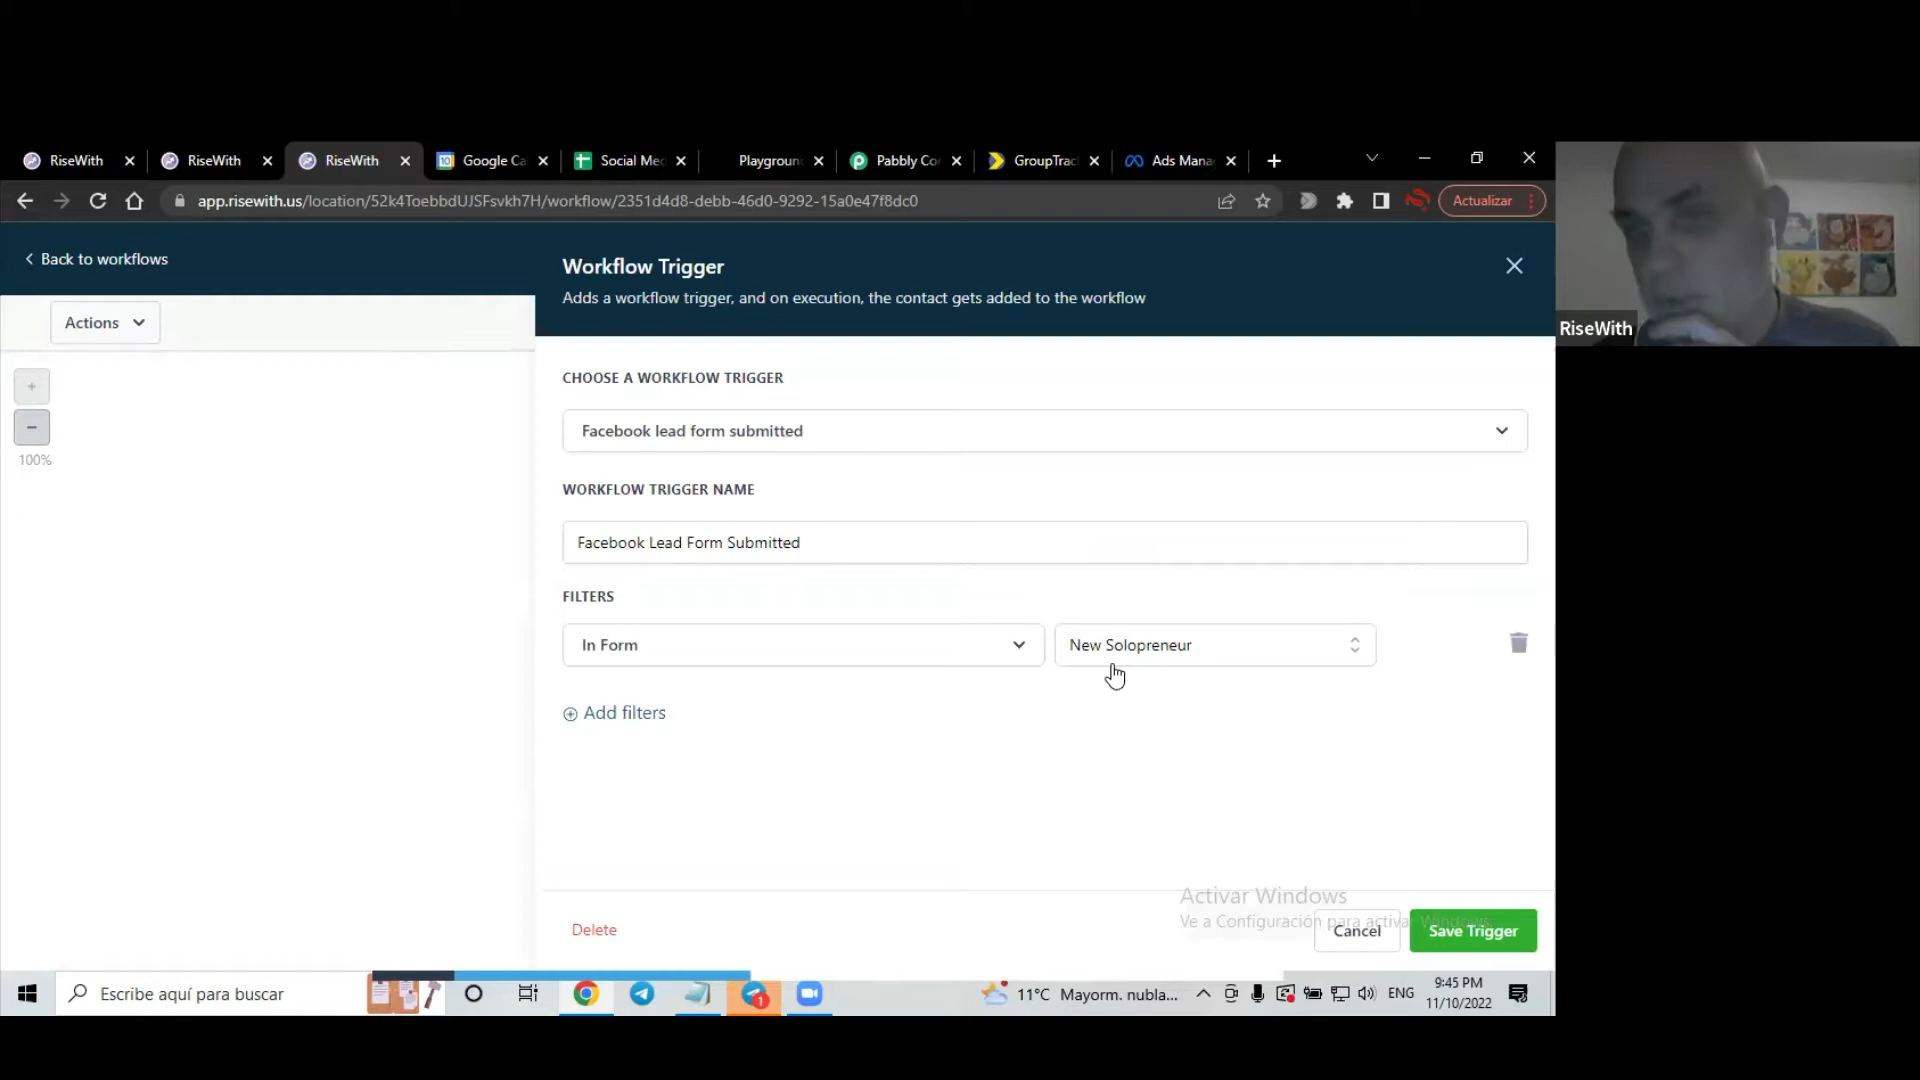 RiseWith
RiseWith
RiseWith
Google Ca
Social Me
Playgroun
Pabbly Co
GroupTrac
Ads Mana
app.risewith.us/location/52k4ToebbdUJSFsvkh7H/workflow/2351d4d8-debb-46d0-9292-15a0e47f8dc0
Actualizar
Back to workflows
Workflow Trigger
Adds a workflow trigger, and on execution, the contact gets added to the workflow
RiseWith
Actions
CHOOSE A WORKFLOW TRIGGER
Facebook lead form submitted
100%
WORKFLOW TRIGGER NAME
Facebook Lead Form Submitted
FILTERS
In Form
New Solopreneur
Add filters
Activar Windows
Ve a Configuración para activar Windows.
Delete
Cancel
Save Trigger
Escribe aquí para buscar
1
11°C Mayorm. nubla...
ENG
9:45 PM
11/10/2022